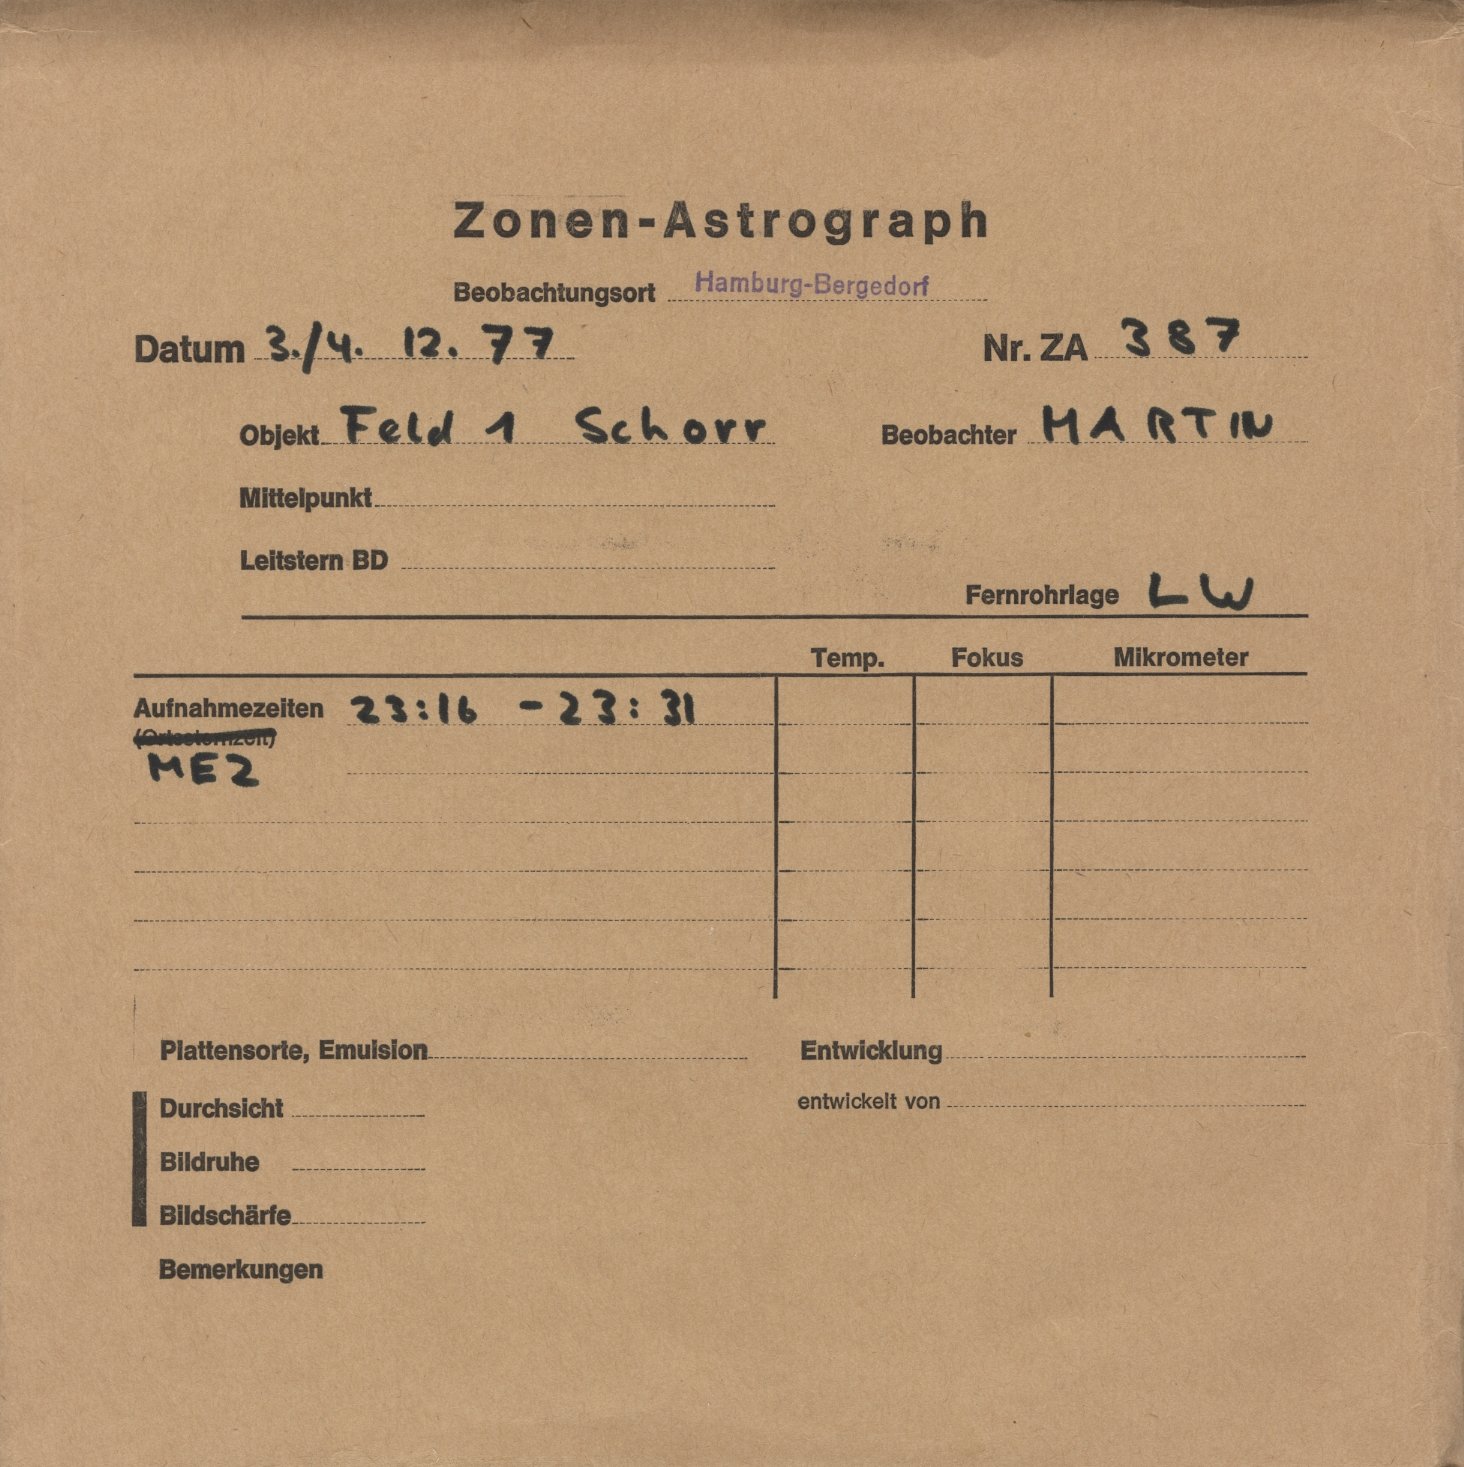 Zonen-Astrograph
Beobachtungsort Hamburg-Bergedorf
Datum 3./4. 12. 77 Nr. ZA 387
Objekt Feld 1 Schorr Beobachter MARTIN
Mittelpunkt
Leitstern BD
Fernrohrlage LW
Temp. Fokus Mikrometer
Aufnahmezeiten 23:16 - 23:31
(Ortssternzeit)
MEZ
Plattensorte, Emulsion Entwicklung
Durchsicht entwickelt von
Bildruhe
Bildschärfe
Bemerkungen